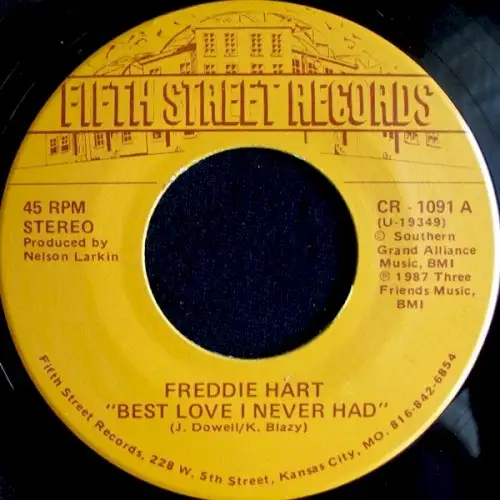 FIFTH STREET RECORDS
45 RPM
STEREO
Produced by
Nelson Larkin
CR - 1091 A
(U-19349)
© Southern
Grand Alliance
Music, BMI
℗ 1987 Three
Friends Music,
BMI
FREDDIE HART
"BEST LOVE I NEVER HAD"
(J. Dowell/K. Blazy)
Fifth Street Records, 228 W. 5th Street, Kansas City, MO. 816-842-6854